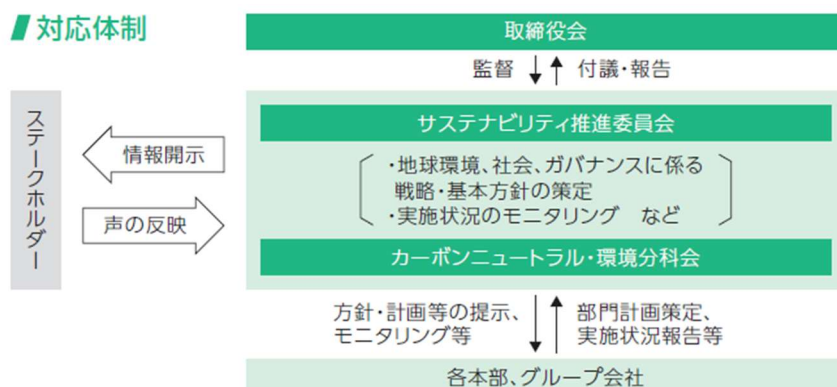 対応体制
取締役会
監督
付議・報告
ステークホルダー
情報開示
声の反映
サステナビリティ推進委員会
・地球環境、社会、ガバナンスに係る
戦略・基本方針の策定
・実施状況のモニタリング など
カーボンニュートラル・環境分科会
方針・計画等の提示、
モニタリング等
部門計画策定、
実施状況報告等
各本部、グループ会社